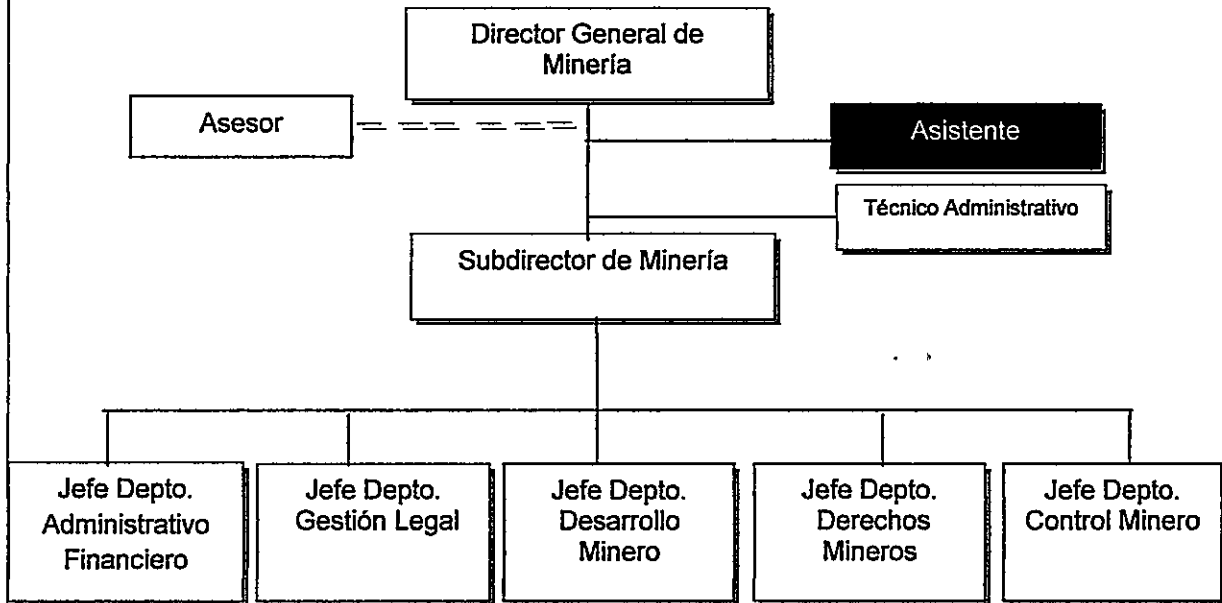 Director General de
Minería
Asesor
Asistente
Técnico Administrativo
Subdirector de Minería
Jefe Depto.
Administrativo
Financiero
Jefe Depto.
Gestión Legal
Jefe Depto.
Desarrollo
Minero
Jefe Depto.
Derechos
Mineros
Jefe Depto.
Control Minero